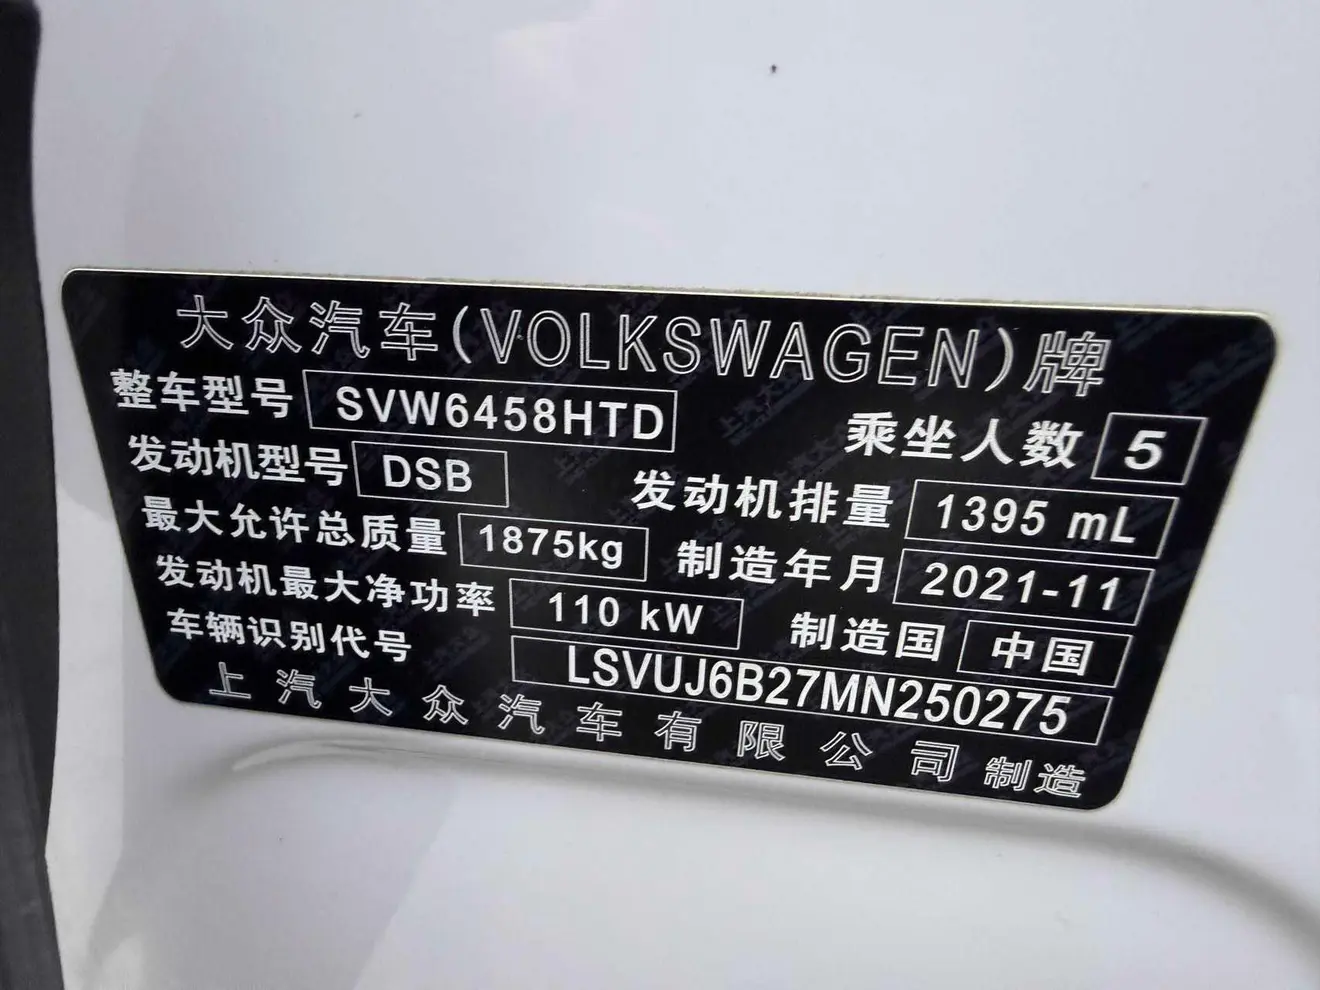 大众汽车(VOLKSWAGEN)牌
整车型号 SVW6458HTD 乘坐人数 5
发动机型号 DSB 发动机排量 1395 mL
最大允许总质量 1875kg 制造年月 2021-11
发动机最大净功率 110 kW 制造国 中国
车辆识别代号 LSVUJ6B27MN250275
上汽大众汽车有限公司制造